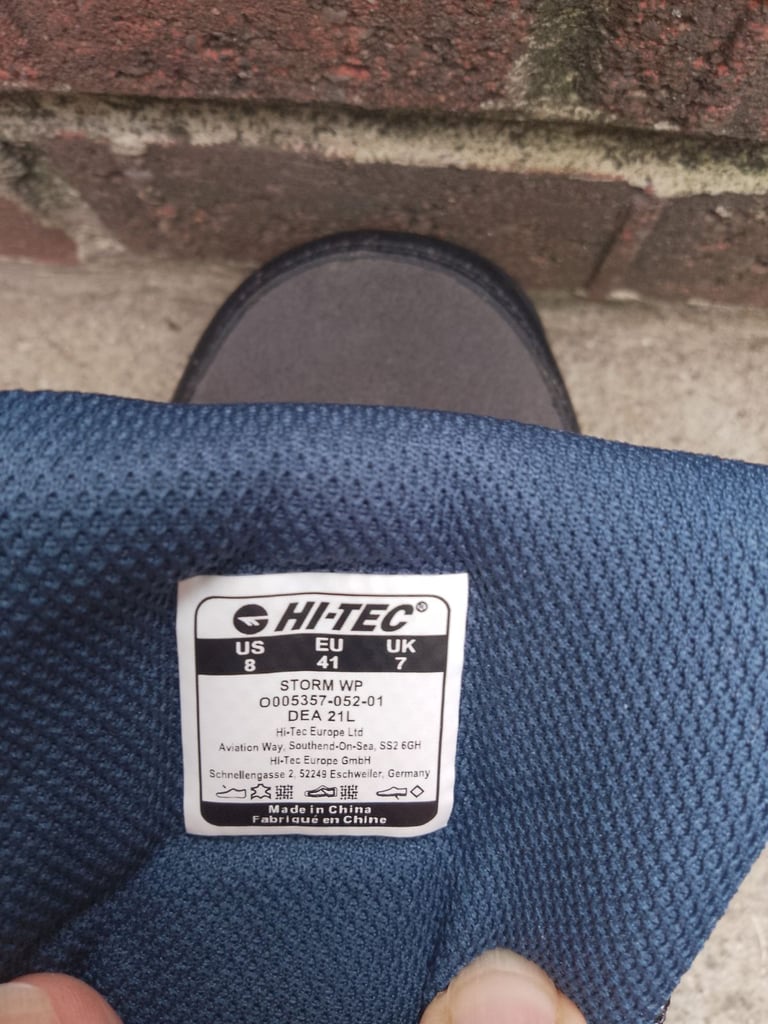 HI-TEC®
US EU UK
8 41 7
STORM WP
O005357-052-01
DEA 21L
Hi-Tec Europe Ltd
Aviation Way, Southend-On-Sea, SS2 6GH
Hi-Tec Europe GmbH
Schnellengasse 2, 52249 Eschweiler, Germany
Made in China
Fabriqué en Chine